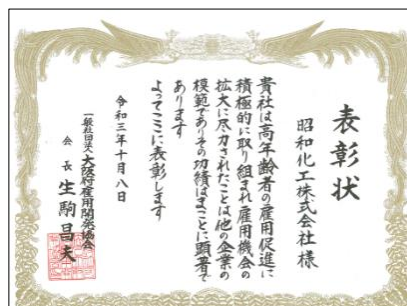 表彰状
昭和化工株式会社様
貴社は高年齢者の雇用促進に
積極的に取り組まれ雇用機会の
拡大に尽力されたことは他の企業の
模範でありその功績はまことに顕著で
あります
よってここに表彰します
令和三年十月八日
一般社団法人大阪府雇用開発協会
会長生駒昌夫